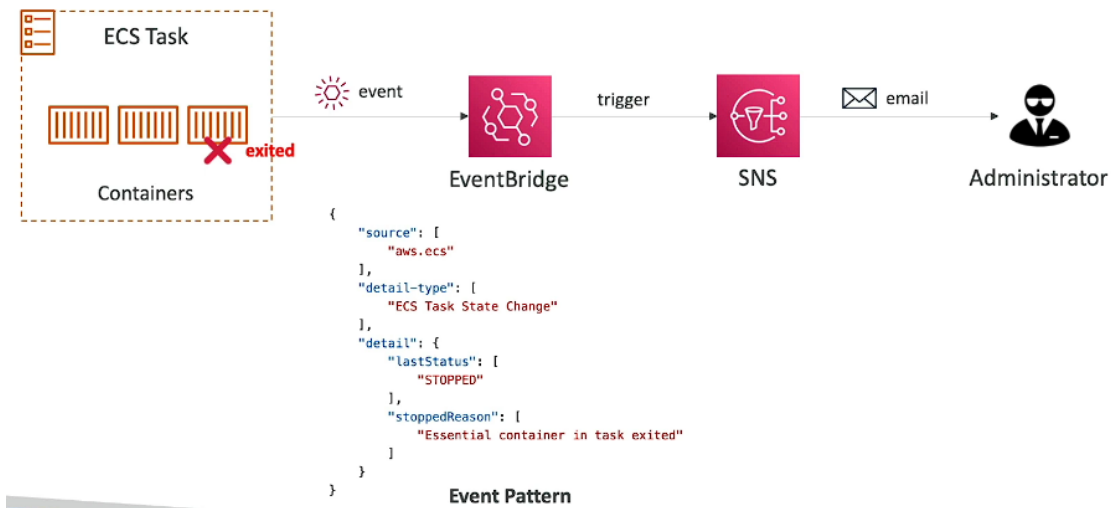 ECS Task
event
trigger
email
exited
Containers
EventBridge
SNS
Administrator
{
    "source": [
        "aws.ecs"
    ],
    "detail-type": [
        "ECS Task State Change"
    ],
    "detail": {
        "lastStatus": [
            "STOPPED"
        ],
        "stoppedReason": [
            "Essential container in task exited"
        ]
    }
}
Event Pattern